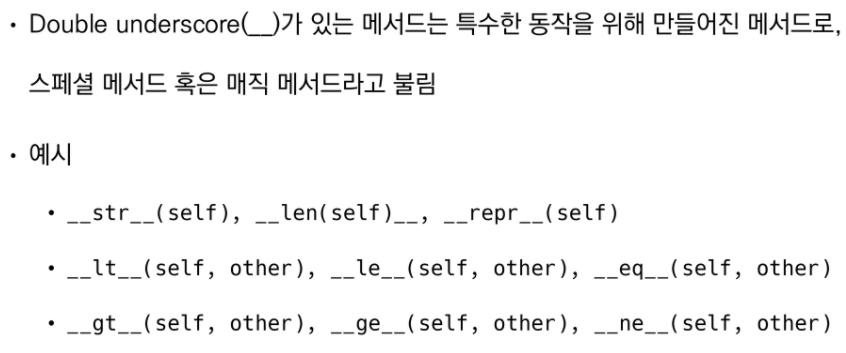 • Double underscore(__)가 있는 메서드는 특수한 동작을 위해 만들어진 메서드로,
스페셜 메서드 혹은 매직 메서드라고 불림
• 예시
• __str__(self), __len(self)__, __repr__(self)
• __lt__(self, other), __le__(self, other), __eq__(self, other)
• __gt__(self, other), __ge__(self, other), __ne__(self, other)